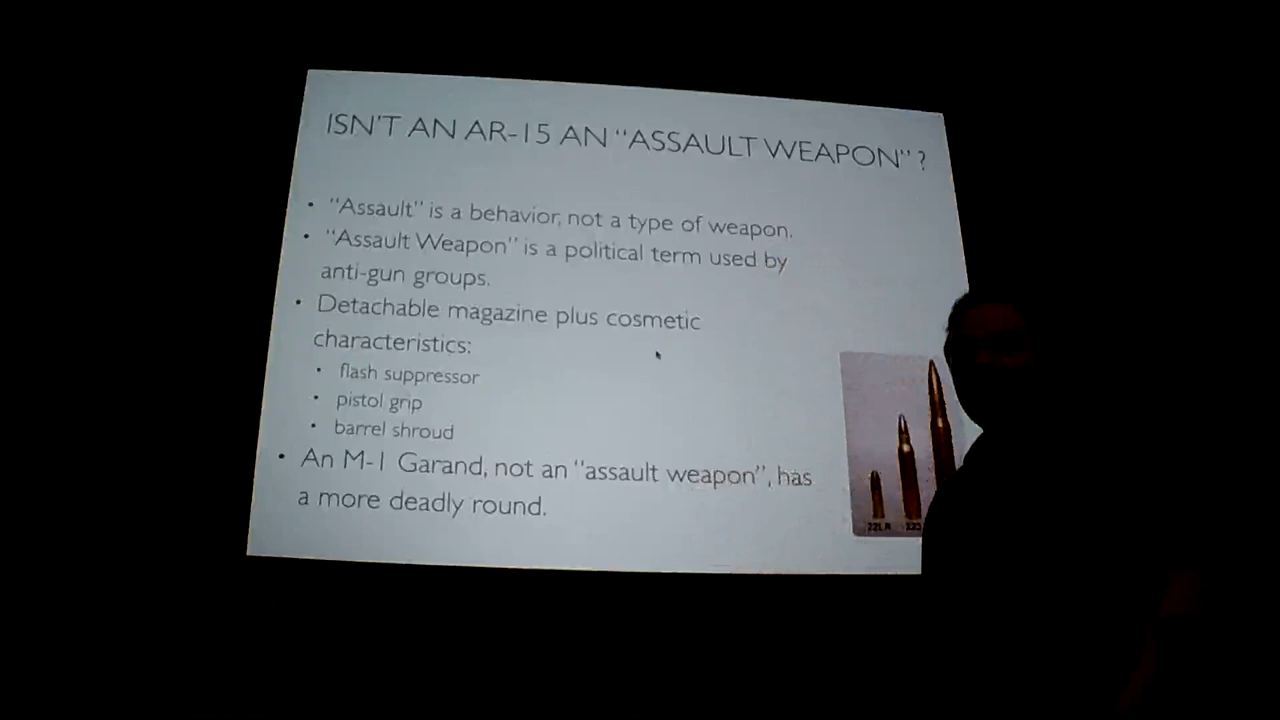 ISN'T AN AR-15 AN "ASSAULT WEAPON" ?
• "Assault" is a behavior, not a type of weapon.
• "Assault Weapon" is a political term used by
anti-gun groups.
• Detachable magazine plus cosmetic
characteristics:
• flash suppressor
• pistol grip
• barrel shroud
• An M-1 Garand, not an "assault weapon", has
a more deadly round.
22LR